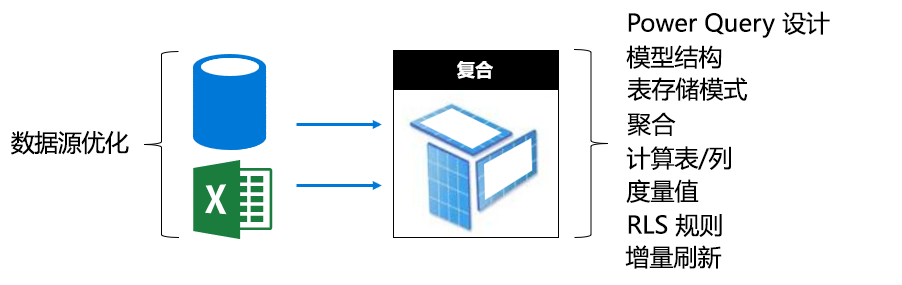 数据源优化
X
复合
Power Query 设计
模型结构
表存储模式
聚合
计算表/列
度量值
RLS 规则
增量刷新